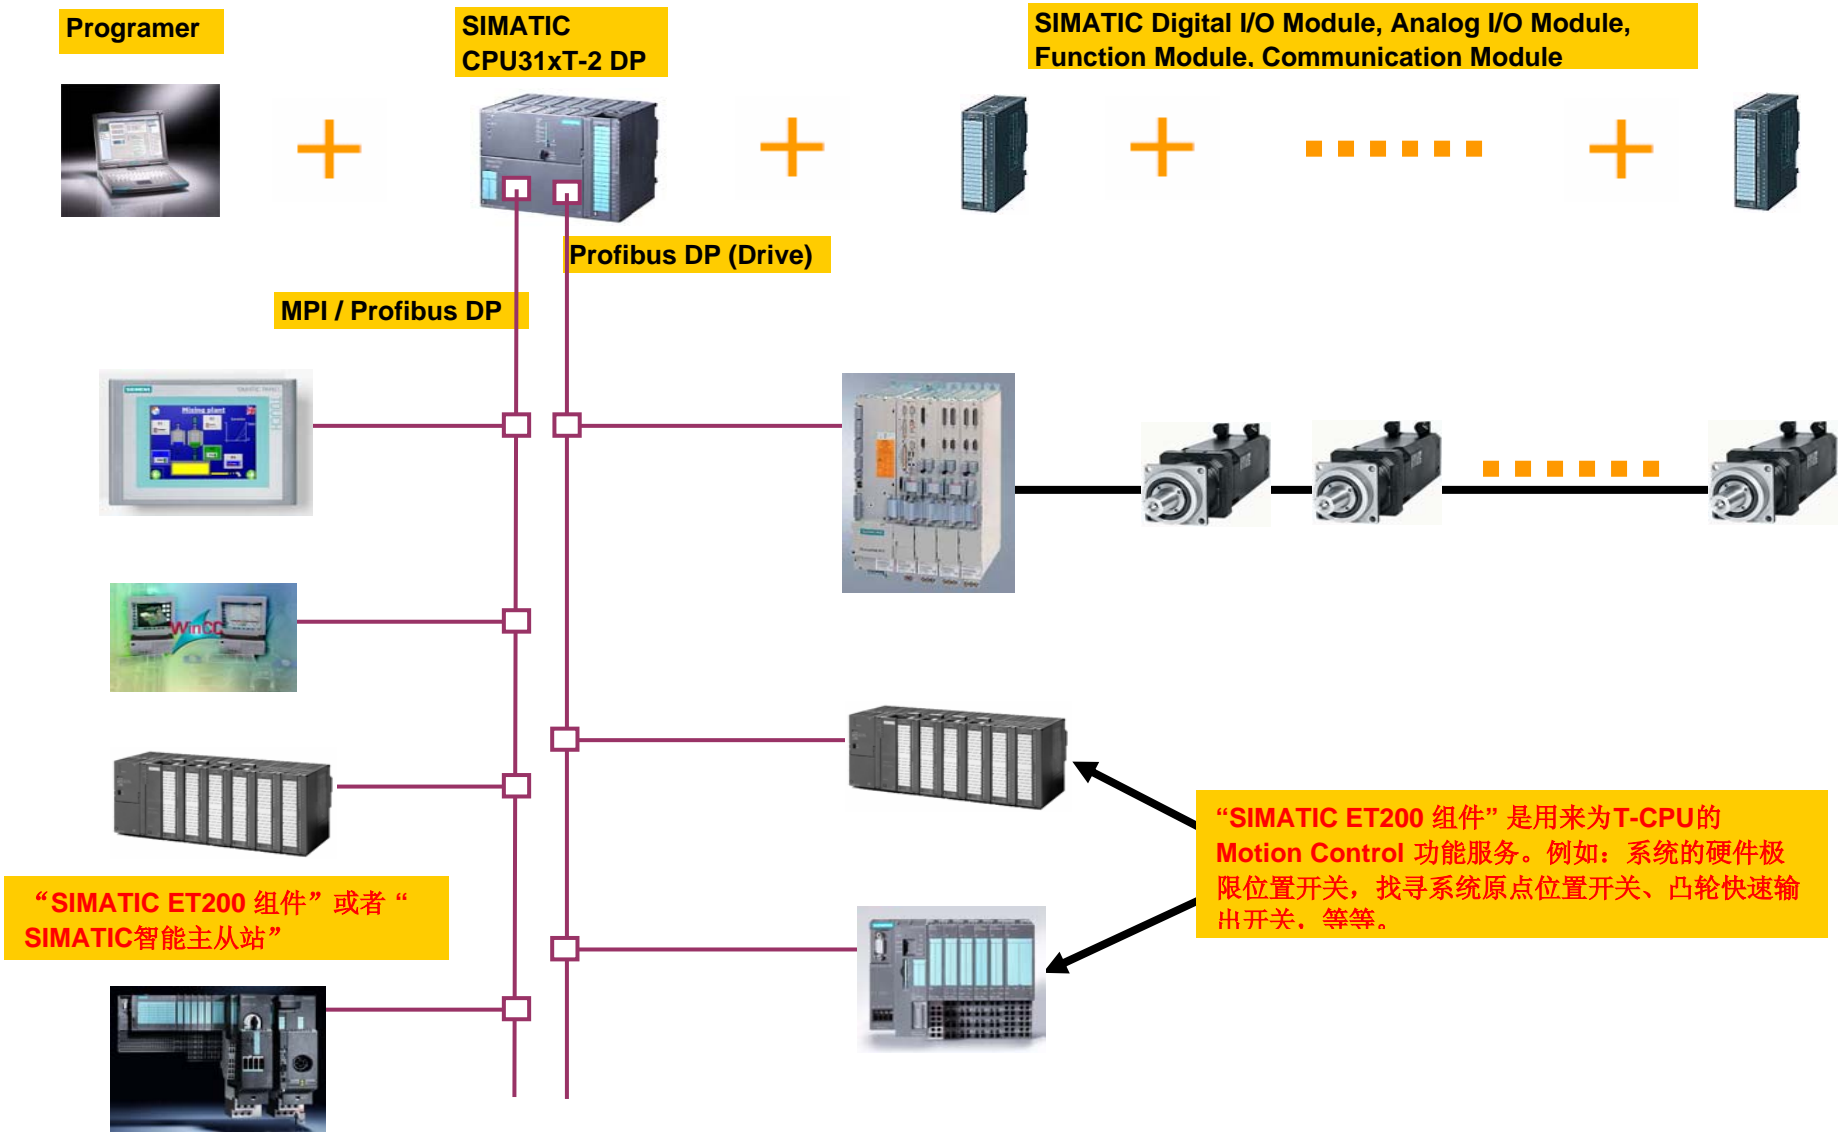 Programer
SIMATIC
CPU31xT-2 DP
SIMATIC Digital I/O Module, Analog I/O Module,
Function Module, Communication Module
Profibus DP (Drive)
MPI / Profibus DP
SIEMENS
Mixing plant
WinCC
“SIMATIC ET200 组件” 是用来为T-CPU的
Motion Control 功能服务。例如：系统的硬件极
限位置开关，找寻系统原点位置开关、凸轮快速输
出开关，等等。
“SIMATIC ET200 组件”或者 “
SIMATIC智能主从站”